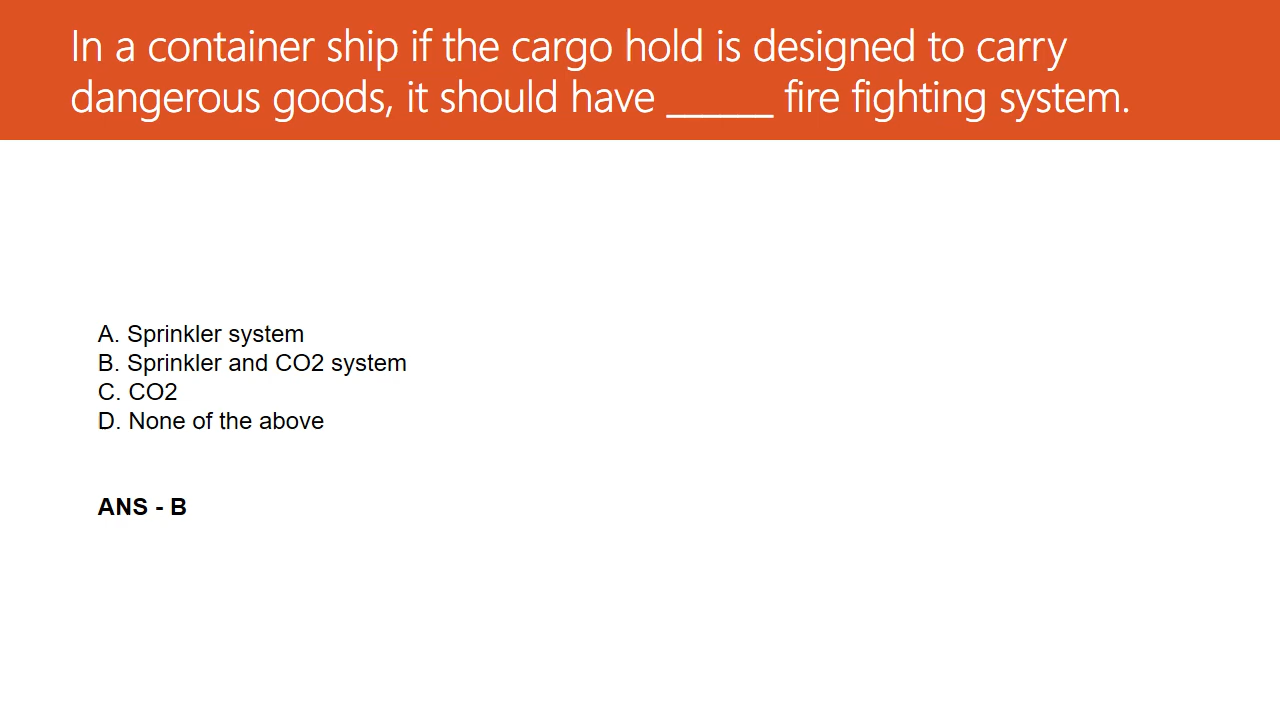 In a container ship if the cargo hold is designed to carry
dangerous goods, it should have ______ fire fighting system.
A. Sprinkler system
B. Sprinkler and CO2 system
C. CO2
D. None of the above
ANS - B